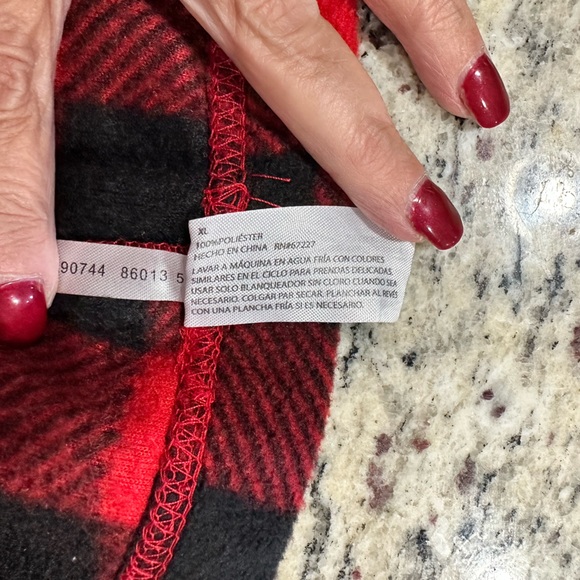 XL
100%POLIÉSTER
HECHO EN CHINA RN#67227
LAVAR A MÁQUINA EN AGUA FRÍA CON COLORES
SIMILARES EN EL CICLO PARA PRENDAS DELICADAS.
USAR SOLO BLANQUEADOR SIN CLORO CUANDO SEA
NECESARIO. COLGAR PAR SECAR. PLANCHAR AL REVÉS
CON UNA PLANCHA FRÍA SI ES NECESARIO.
90744 86013 5